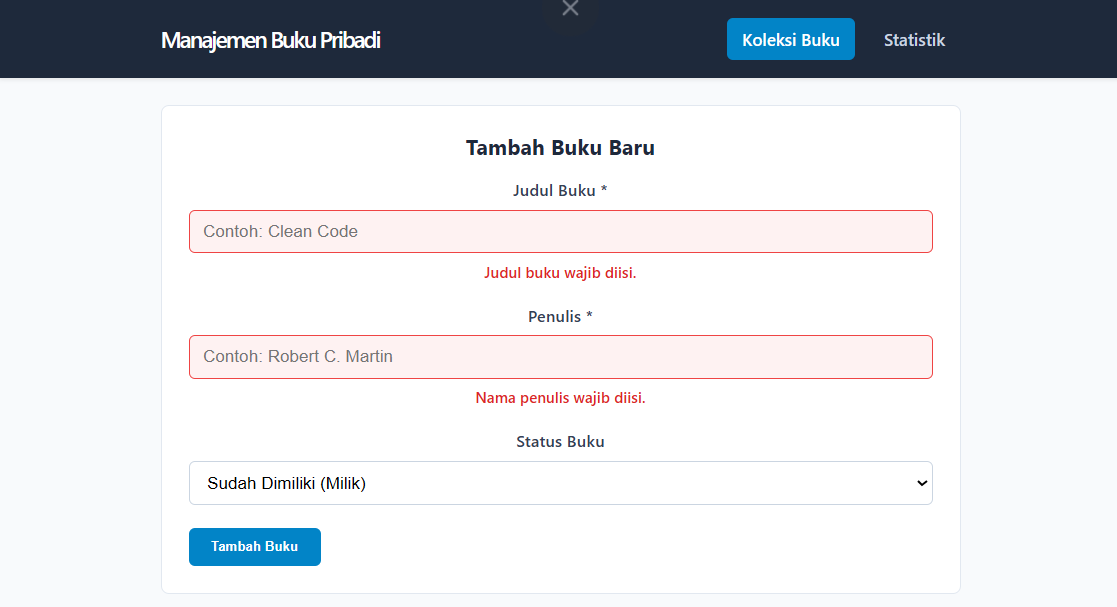 Manajemen Buku Pribadi
Koleksi Buku
Statistik
Tambah Buku Baru
Judul Buku *
Contoh: Clean Code
Judul buku wajib diisi.
Penulis *
Contoh: Robert C. Martin
Nama penulis wajib diisi.
Status Buku
Sudah Dimiliki (Milik)
Tambah Buku